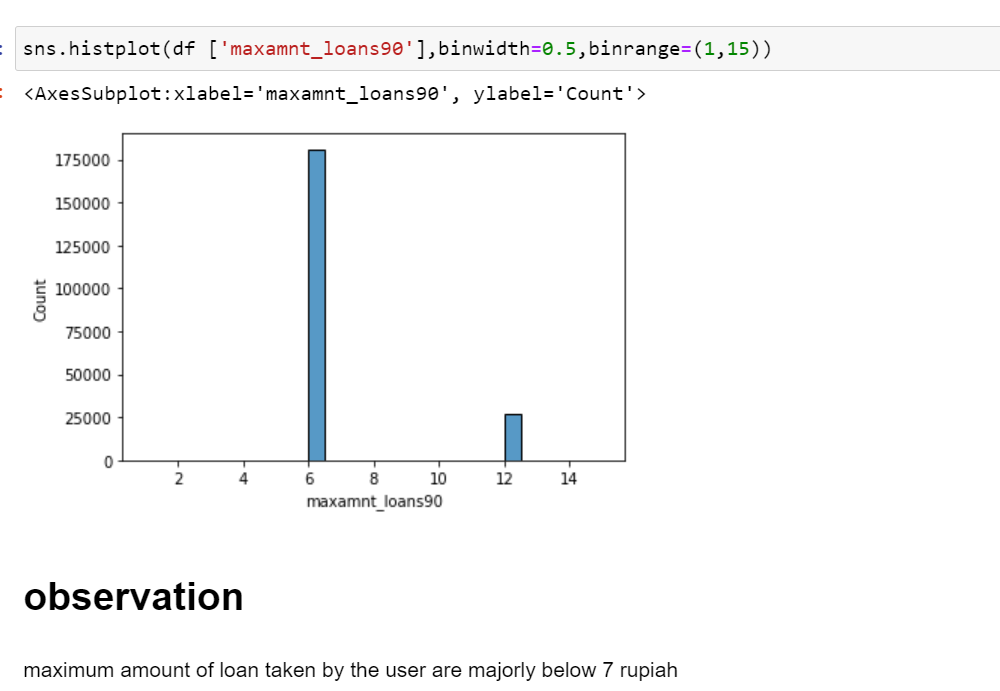 sns.histplot(df ['maxamnt_loans90'],binwidth=0.5,binrange=(1,15))
<AxesSubplot:xlabel='maxamnt_loans90', ylabel='Count'>
175000
150000
125000
100000
75000
50000
25000
0
Count
2 4 6 8 10 12 14
maxamnt_loans90
observation
maximum amount of loan taken by the user are majorly below 7 rupiah